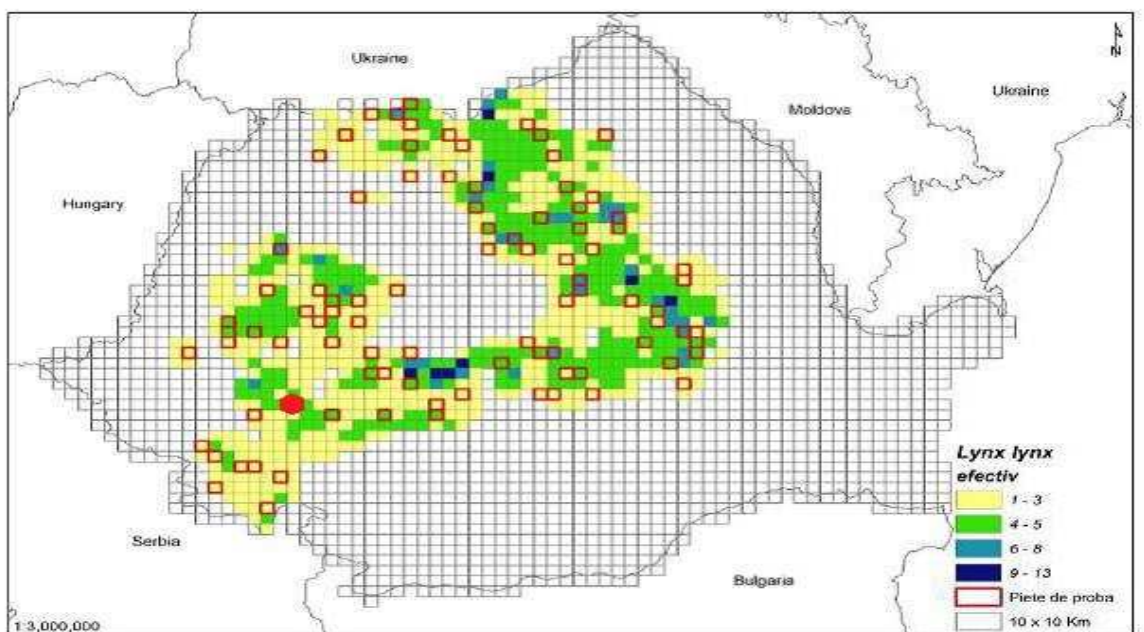 Ukraine
Ukraine
Moldova
Hungary
Serbia
Bulgaria
N
Lynx lynx
efectiv
1 - 3
4 - 5
6 - 8
9 - 13
Piete de proba
10 x 10 Km
1:3,000,000